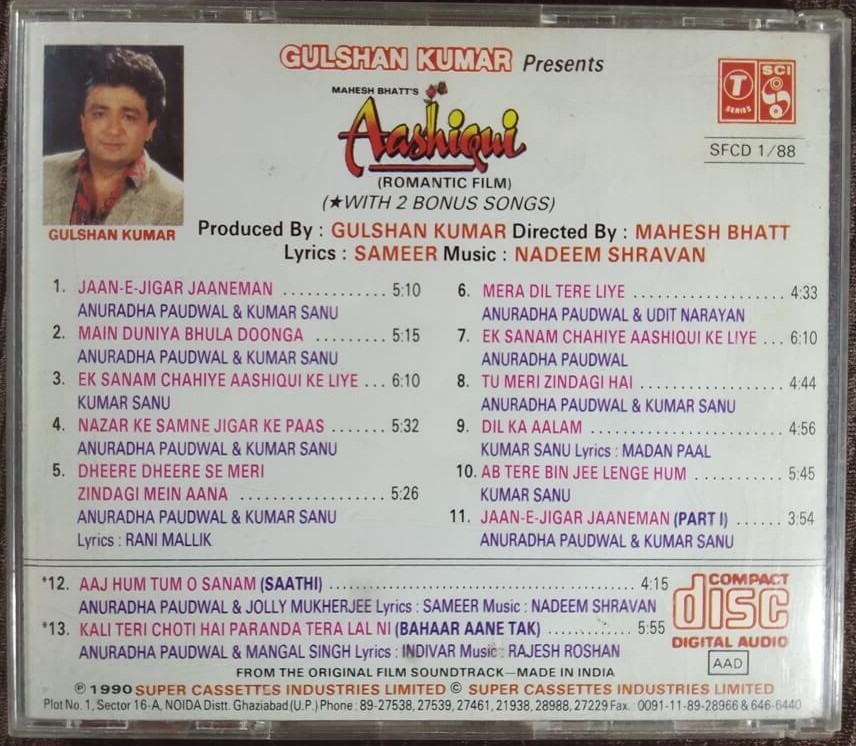 GULSHAN KUMAR Presents
MAHESH BHATT'S
Aashiqui
(ROMANTIC FILM)
(★WITH 2 BONUS SONGS)
T
SERIES
SCI
SFCD 1/88
GULSHAN KUMAR
Produced By : GULSHAN KUMAR Directed By : MAHESH BHATT
Lyrics : SAMEER Music : NADEEM SHRAVAN
1. JAAN-E-JIGAR JAANEMAN ............. 5:10
ANURADHA PAUDWAL & KUMAR SANU
2. MAIN DUNIYA BHULA DOONGA ......... 5:15
ANURADHA PAUDWAL & KUMAR SANU
3. EK SANAM CHAHIYE AASHIQUI KE LIYE ... 6:10
KUMAR SANU
4. NAZAR KE SAMNE JIGAR KE PAAS ....... 5:32
ANURADHA PAUDWAL & KUMAR SANU
5. DHEERE DHEERE SE MERI
ZINDAGI MEIN AANA .................. 5:26
ANURADHA PAUDWAL & KUMAR SANU
Lyrics : RANI MALLIK
6. MERA DIL TERE LIYE ................... 4:33
ANURADHA PAUDWAL & UDIT NARAYAN
7. EK SANAM CHAHIYE AASHIQUI KE LIYE ... 6:10
ANURADHA PAUDWAL
8. TU MERI ZINDAGI HAI .................. 4:44
ANURADHA PAUDWAL & KUMAR SANU
9. DIL KA AALAM ........................ 4:56
KUMAR SANU Lyrics : MADAN PAAL
10. AB TERE BIN JEE LENGE HUM ........... 5:45
KUMAR SANU
11. JAAN-E-JIGAR JAANEMAN (PART I) ...... 3:54
ANURADHA PAUDWAL & KUMAR SANU
*12. AAJ HUM TUM O SANAM (SAATHI) ........................................ 4:15
ANURADHA PAUDWAL & JOLLY MUKHERJEE Lyrics : SAMEER Music : NADEEM SHRAVAN
*13. KALI TERI CHOTI HAI PARANDA TERA LAL NI (BAHAAR AANE TAK) ............ 5:55
ANURADHA PAUDWAL & MANGAL SINGH Lyrics : INDIVAR Music : RAJESH ROSHAN
COMPACT
disc
DIGITAL AUDIO
AAD
FROM THE ORIGINAL FILM SOUNDTRACK—MADE IN INDIA
℗ 1990 SUPER CASSETTES INDUSTRIES LIMITED © SUPER CASSETTES INDUSTRIES LIMITED
Plot No. 1, Sector 16-A, NOIDA Distt. Ghaziabad (U.P.) Phone : 89-27538, 27539, 27461, 21938, 28988, 27229 Fax : 0091-11-89-28966 & 646-6440